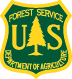 FOREST SERVICE
U S
DEPARTMENT OF AGRICULTURE